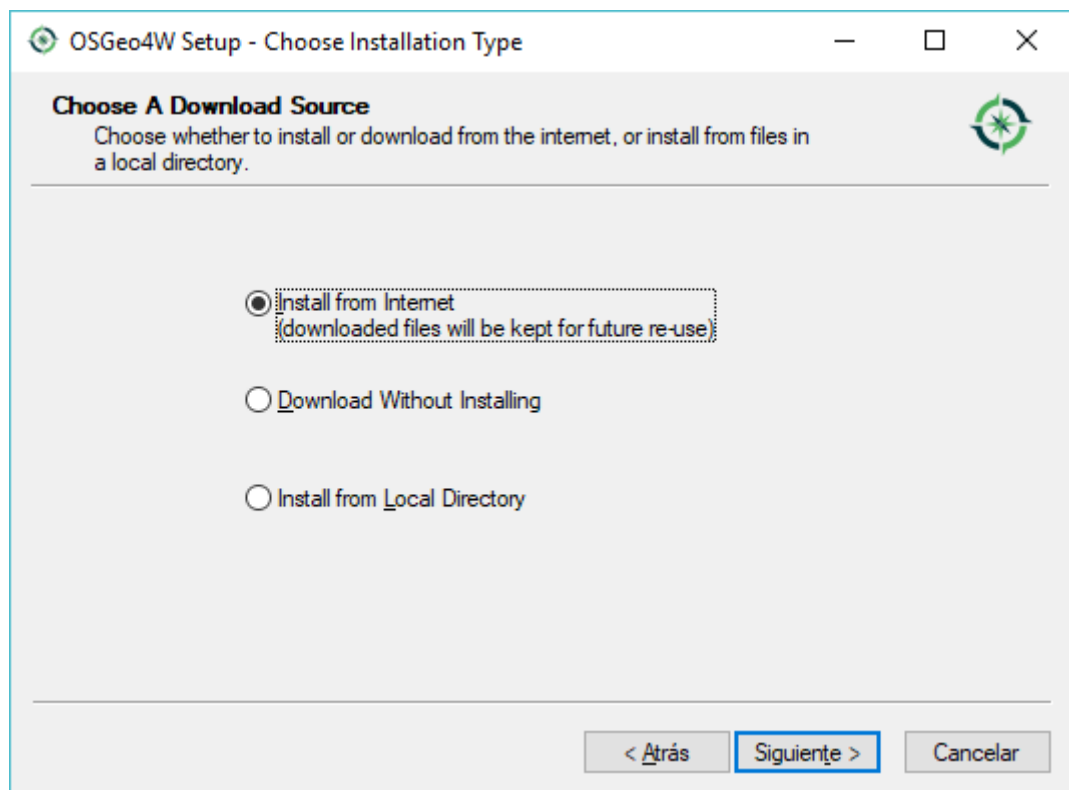 OSGeo4W Setup - Choose Installation Type
Choose A Download Source
Choose whether to install or download from the internet, or install from files in
a local directory.
Install from Internet
(downloaded files will be kept for future re-use)
Download Without Installing
Install from Local Directory
< Atrás
Siguiente >
Cancelar